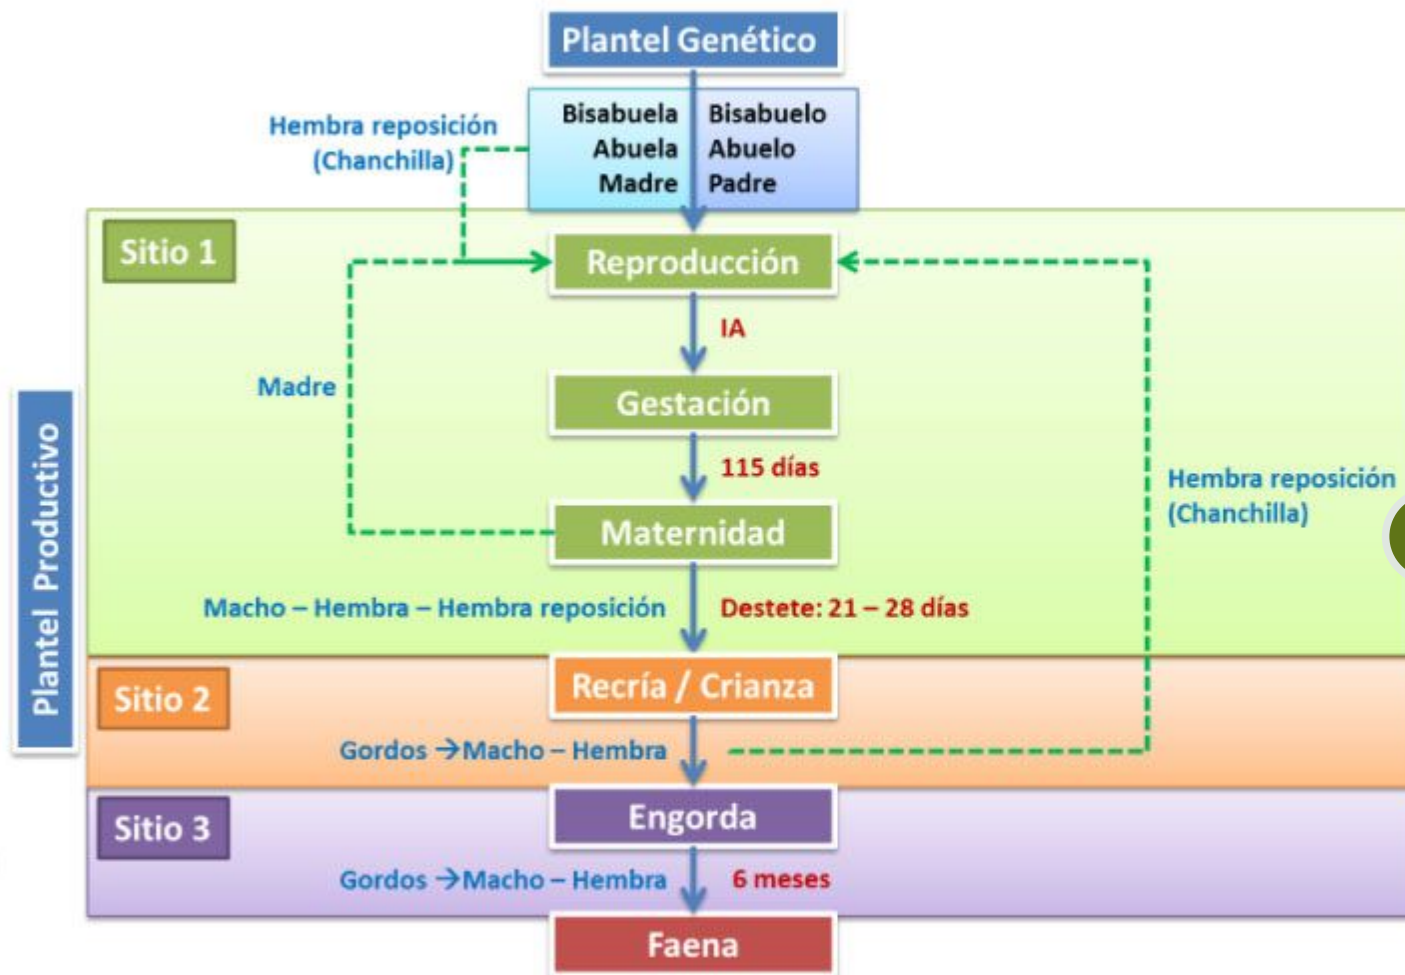 Plantel Genético
Hembra reposición
(Chanchilla)
Bisabuela
Abuela
Madre
Bisabuelo
Abuelo
Padre
Sitio 1
Reproducción
IA
Madre
Gestación
115 días
Maternidad
Hembra reposición
(Chanchilla)
Macho – Hembra – Hembra reposición
Destete: 21 – 28 días
Plantel Productivo
Sitio 2
Recría / Crianza
Gordos →Macho – Hembra
Sitio 3
Engorda
Gordos →Macho – Hembra
6 meses
Faena